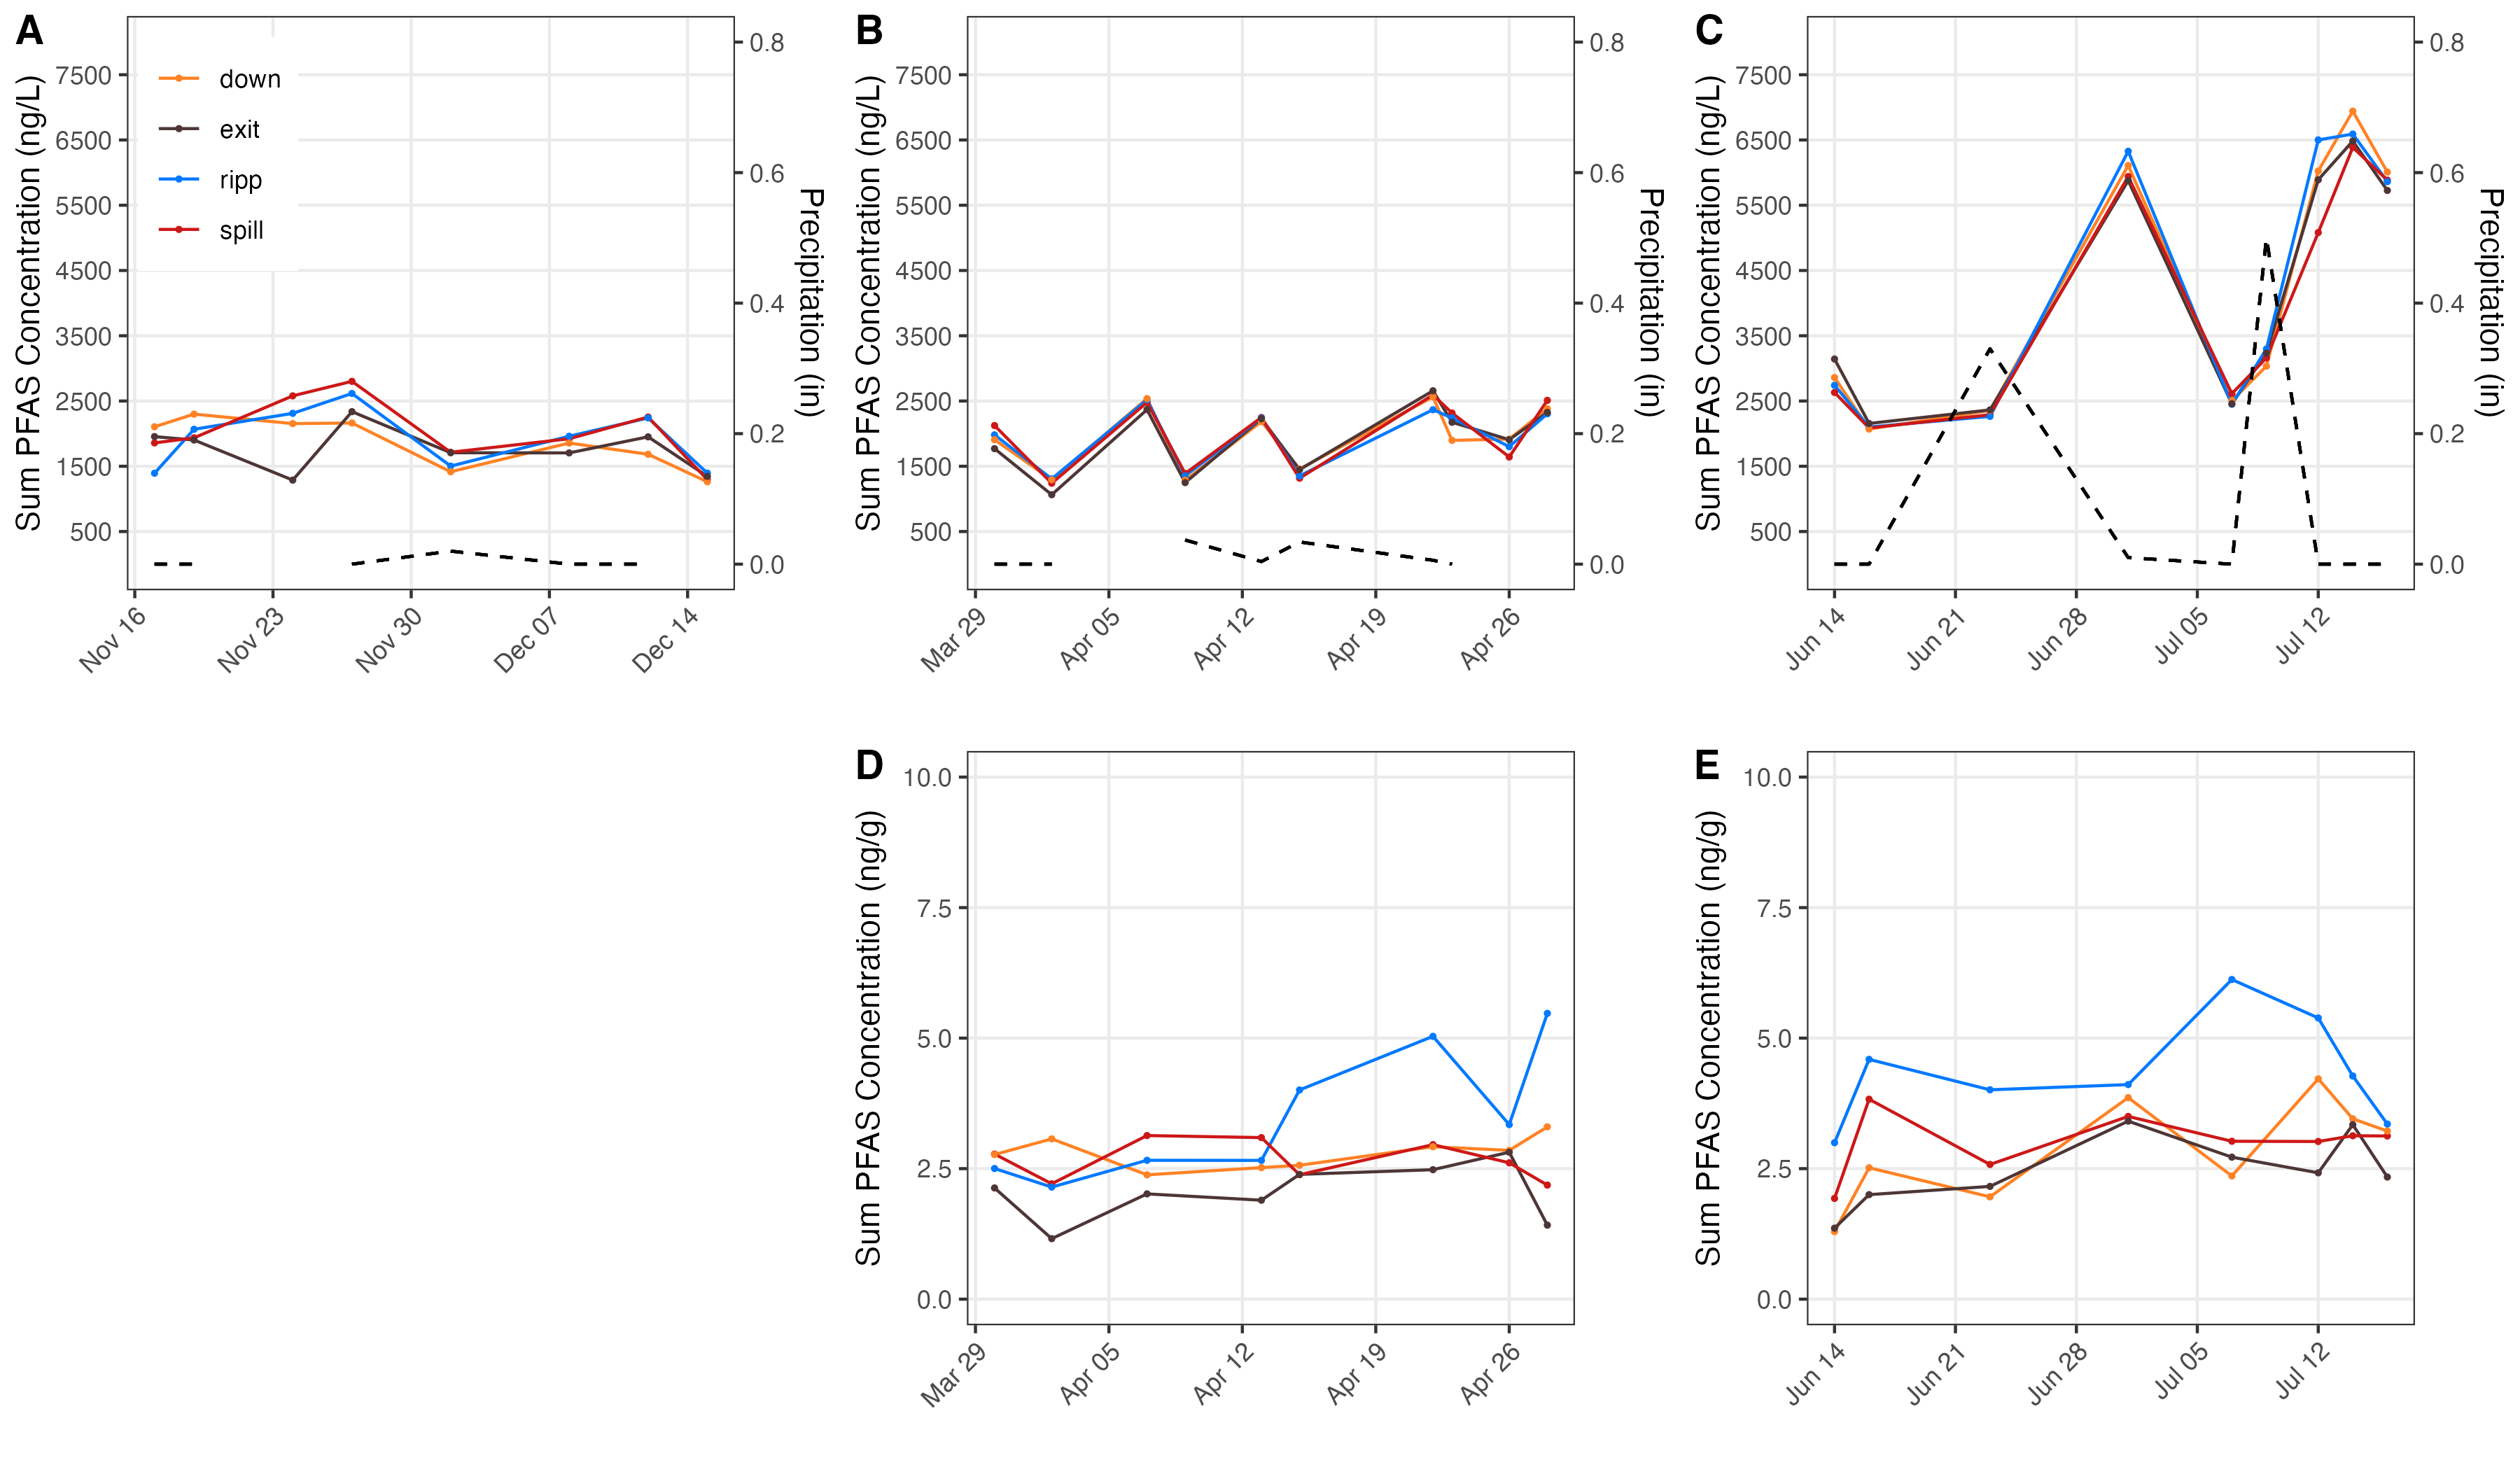 A
Sum PFAS Concentration (ng/L)
7500
6500
5500
4500
3500
2500
1500
500
down
exit
ripp
spill
0.8
0.6
0.4
0.2
0.0
Precipitation (in)
Nov 16
Nov 23
Nov 30
Dec 07
Dec 14
B
Sum PFAS Concentration (ng/L)
7500
6500
5500
4500
3500
2500
1500
500
0.8
0.6
0.4
0.2
0.0
Precipitation (in)
Mar 29
Apr 05
Apr 12
Apr 19
Apr 26
C
Sum PFAS Concentration (ng/L)
7500
6500
5500
4500
3500
2500
1500
500
0.8
0.6
0.4
0.2
0.0
Precipitation (in)
Jun 14
Jun 21
Jun 28
Jul 05
Jul 12
D
Sum PFAS Concentration (ng/g)
10.0
7.5
5.0
2.5
0.0
Mar 29
Apr 05
Apr 12
Apr 19
Apr 26
E
Sum PFAS Concentration (ng/g)
10.0
7.5
5.0
2.5
0.0
Jun 14
Jun 21
Jun 28
Jul 05
Jul 12